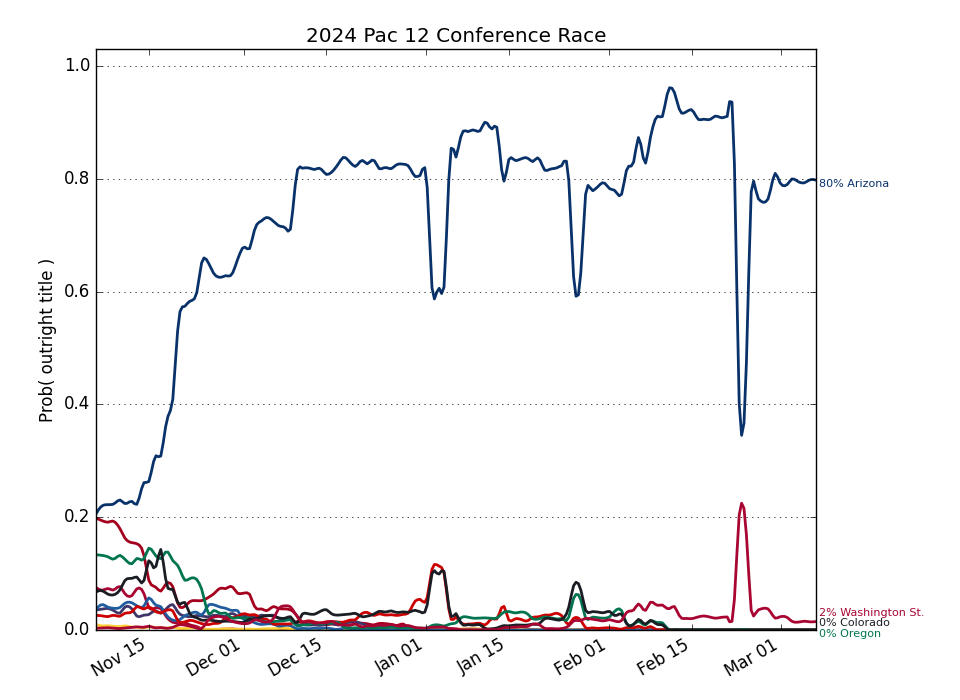 2024 Pac 12 Conference Race
Prob( outright title )
1.0
0.8
0.6
0.4
0.2
0.0
80% Arizona
2% Washington St.
0% Colorado
0% Oregon
Nov 15
Dec 01
Dec 15
Jan 01
Jan 15
Feb 01
Feb 15
Mar 01